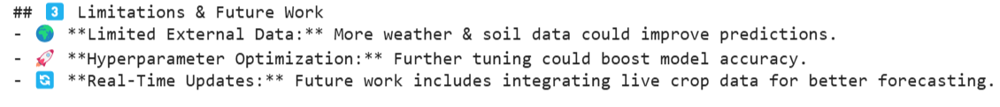 ## 3️⃣ Limitations & Future Work
- 🌍 **Limited External Data:** More weather & soil data could improve predictions.
- 🚀 **Hyperparameter Optimization:** Further tuning could boost model accuracy.
- 🔄 **Real-Time Updates:** Future work includes integrating live crop data for better forecasting.